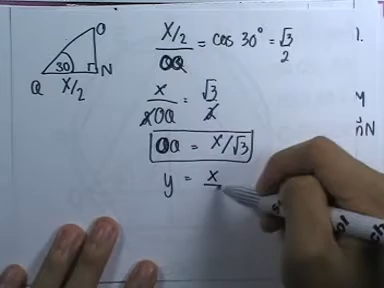 O
30
Q X/2 N
X/2 / OQ = cos 30° = √3 / 2
X / 2OQ = √3 / 2
OQ = X/√3
y = X /
1.